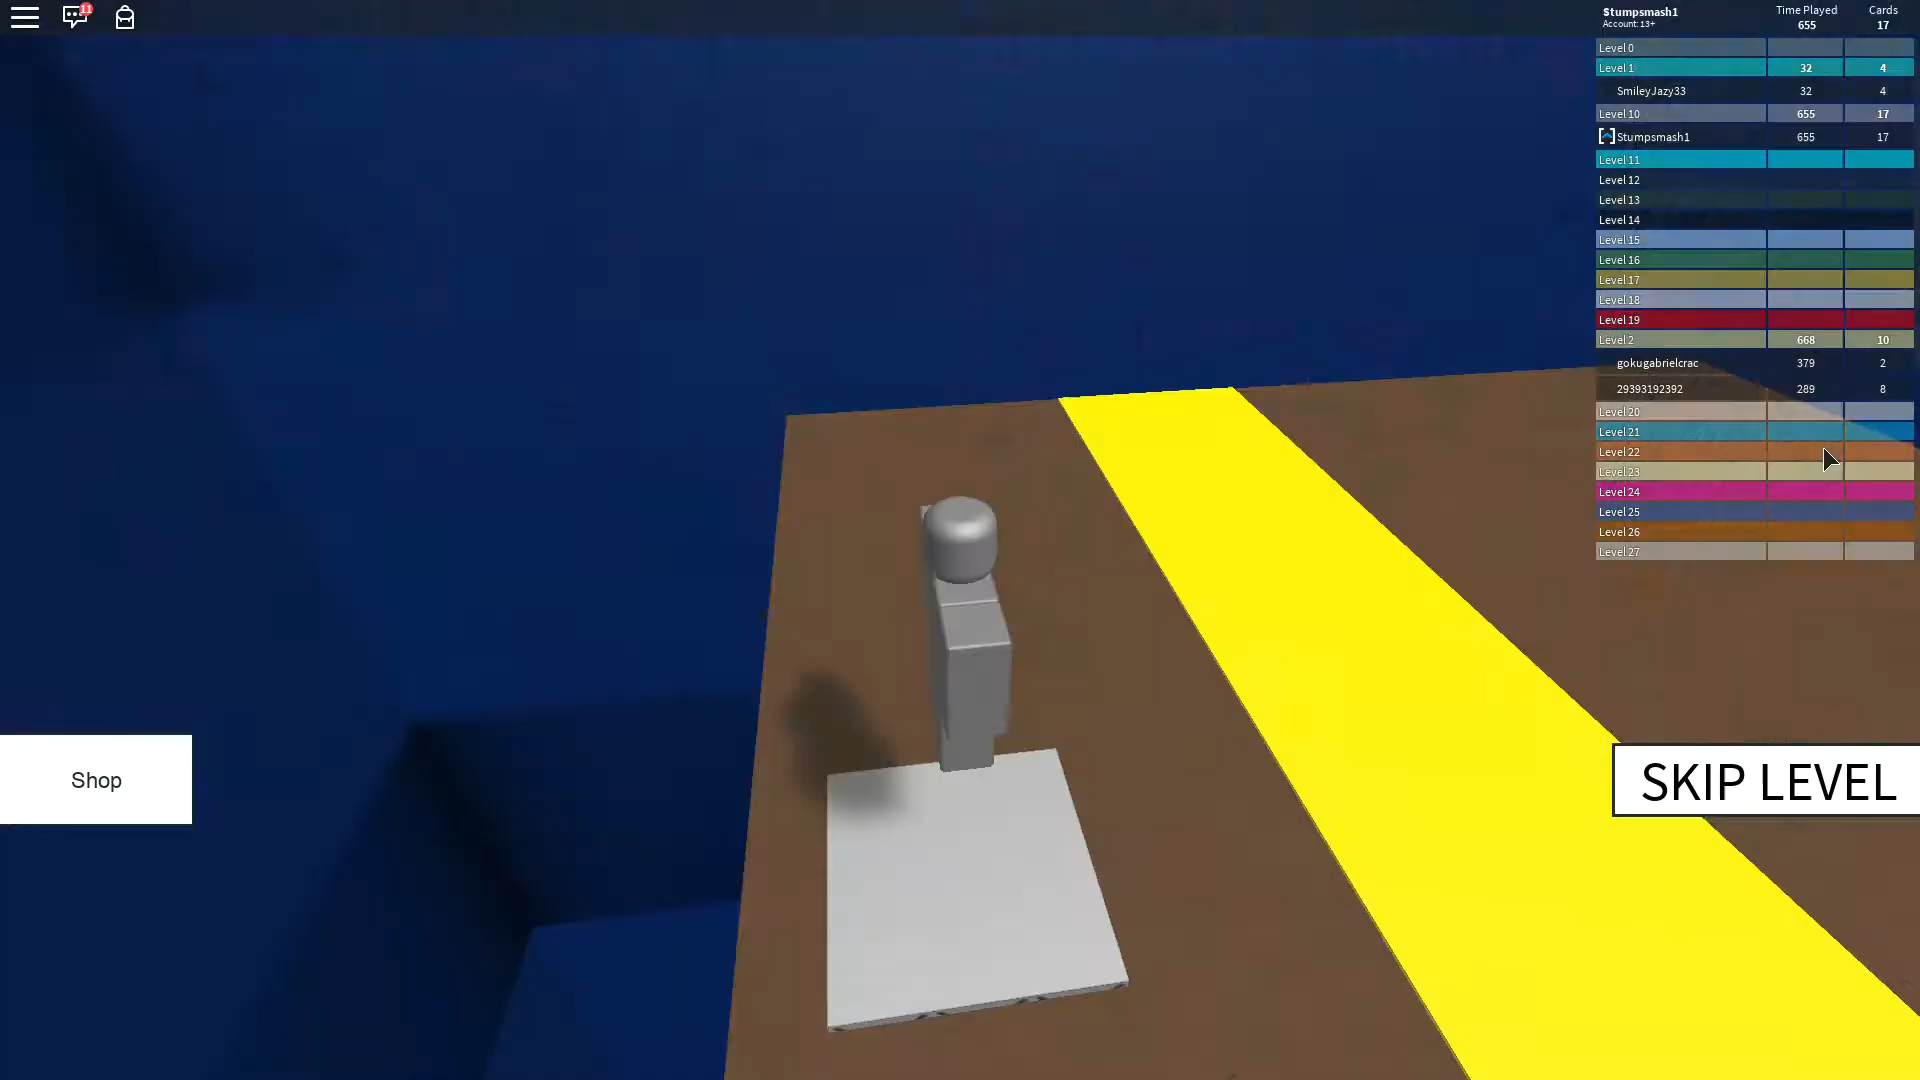 11
Stumpsmash1 Time Played Cards
Account: 13+ 655 17
Level 0
Level 1 32 4
SmileyJazy33 32 4
Level 10 655 17
Stumpsmash1 655 17
Level 11
Level 12
Level 13
Level 14
Level 15
Level 16
Level 17
Level 18
Level 19
Level 2 668 10
gokugabrielcrac 379 2
29393192392 289 8
Level 20
Level 21
Level 22
Level 23
Level 24
Level 25
Level 26
Level 27
Shop
SKIP LEVEL